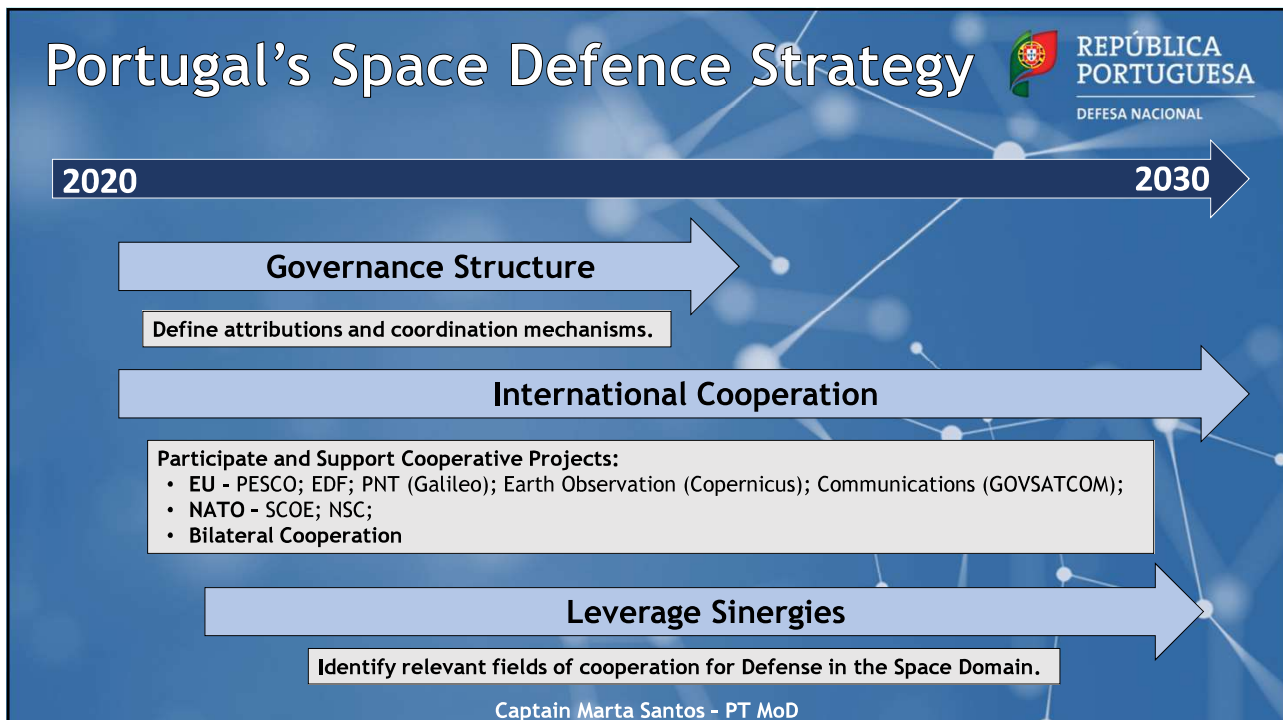 Portugal's Space Defence Strategy
REPÚBLICA
PORTUGUESA
DEFESA NACIONAL
2020
2030
Governance Structure
Define attributions and coordination mechanisms.
International Cooperation
Participate and Support Cooperative Projects:
• EU – PESCO; EDF; PNT (Galileo); Earth Observation (Copernicus); Communications (GOVSATCOM);
• NATO – SCOE; NSC;
• Bilateral Cooperation
Leverage Sinergies
Identify relevant fields of cooperation for Defense in the Space Domain.
Captain Marta Santos – PT MoD